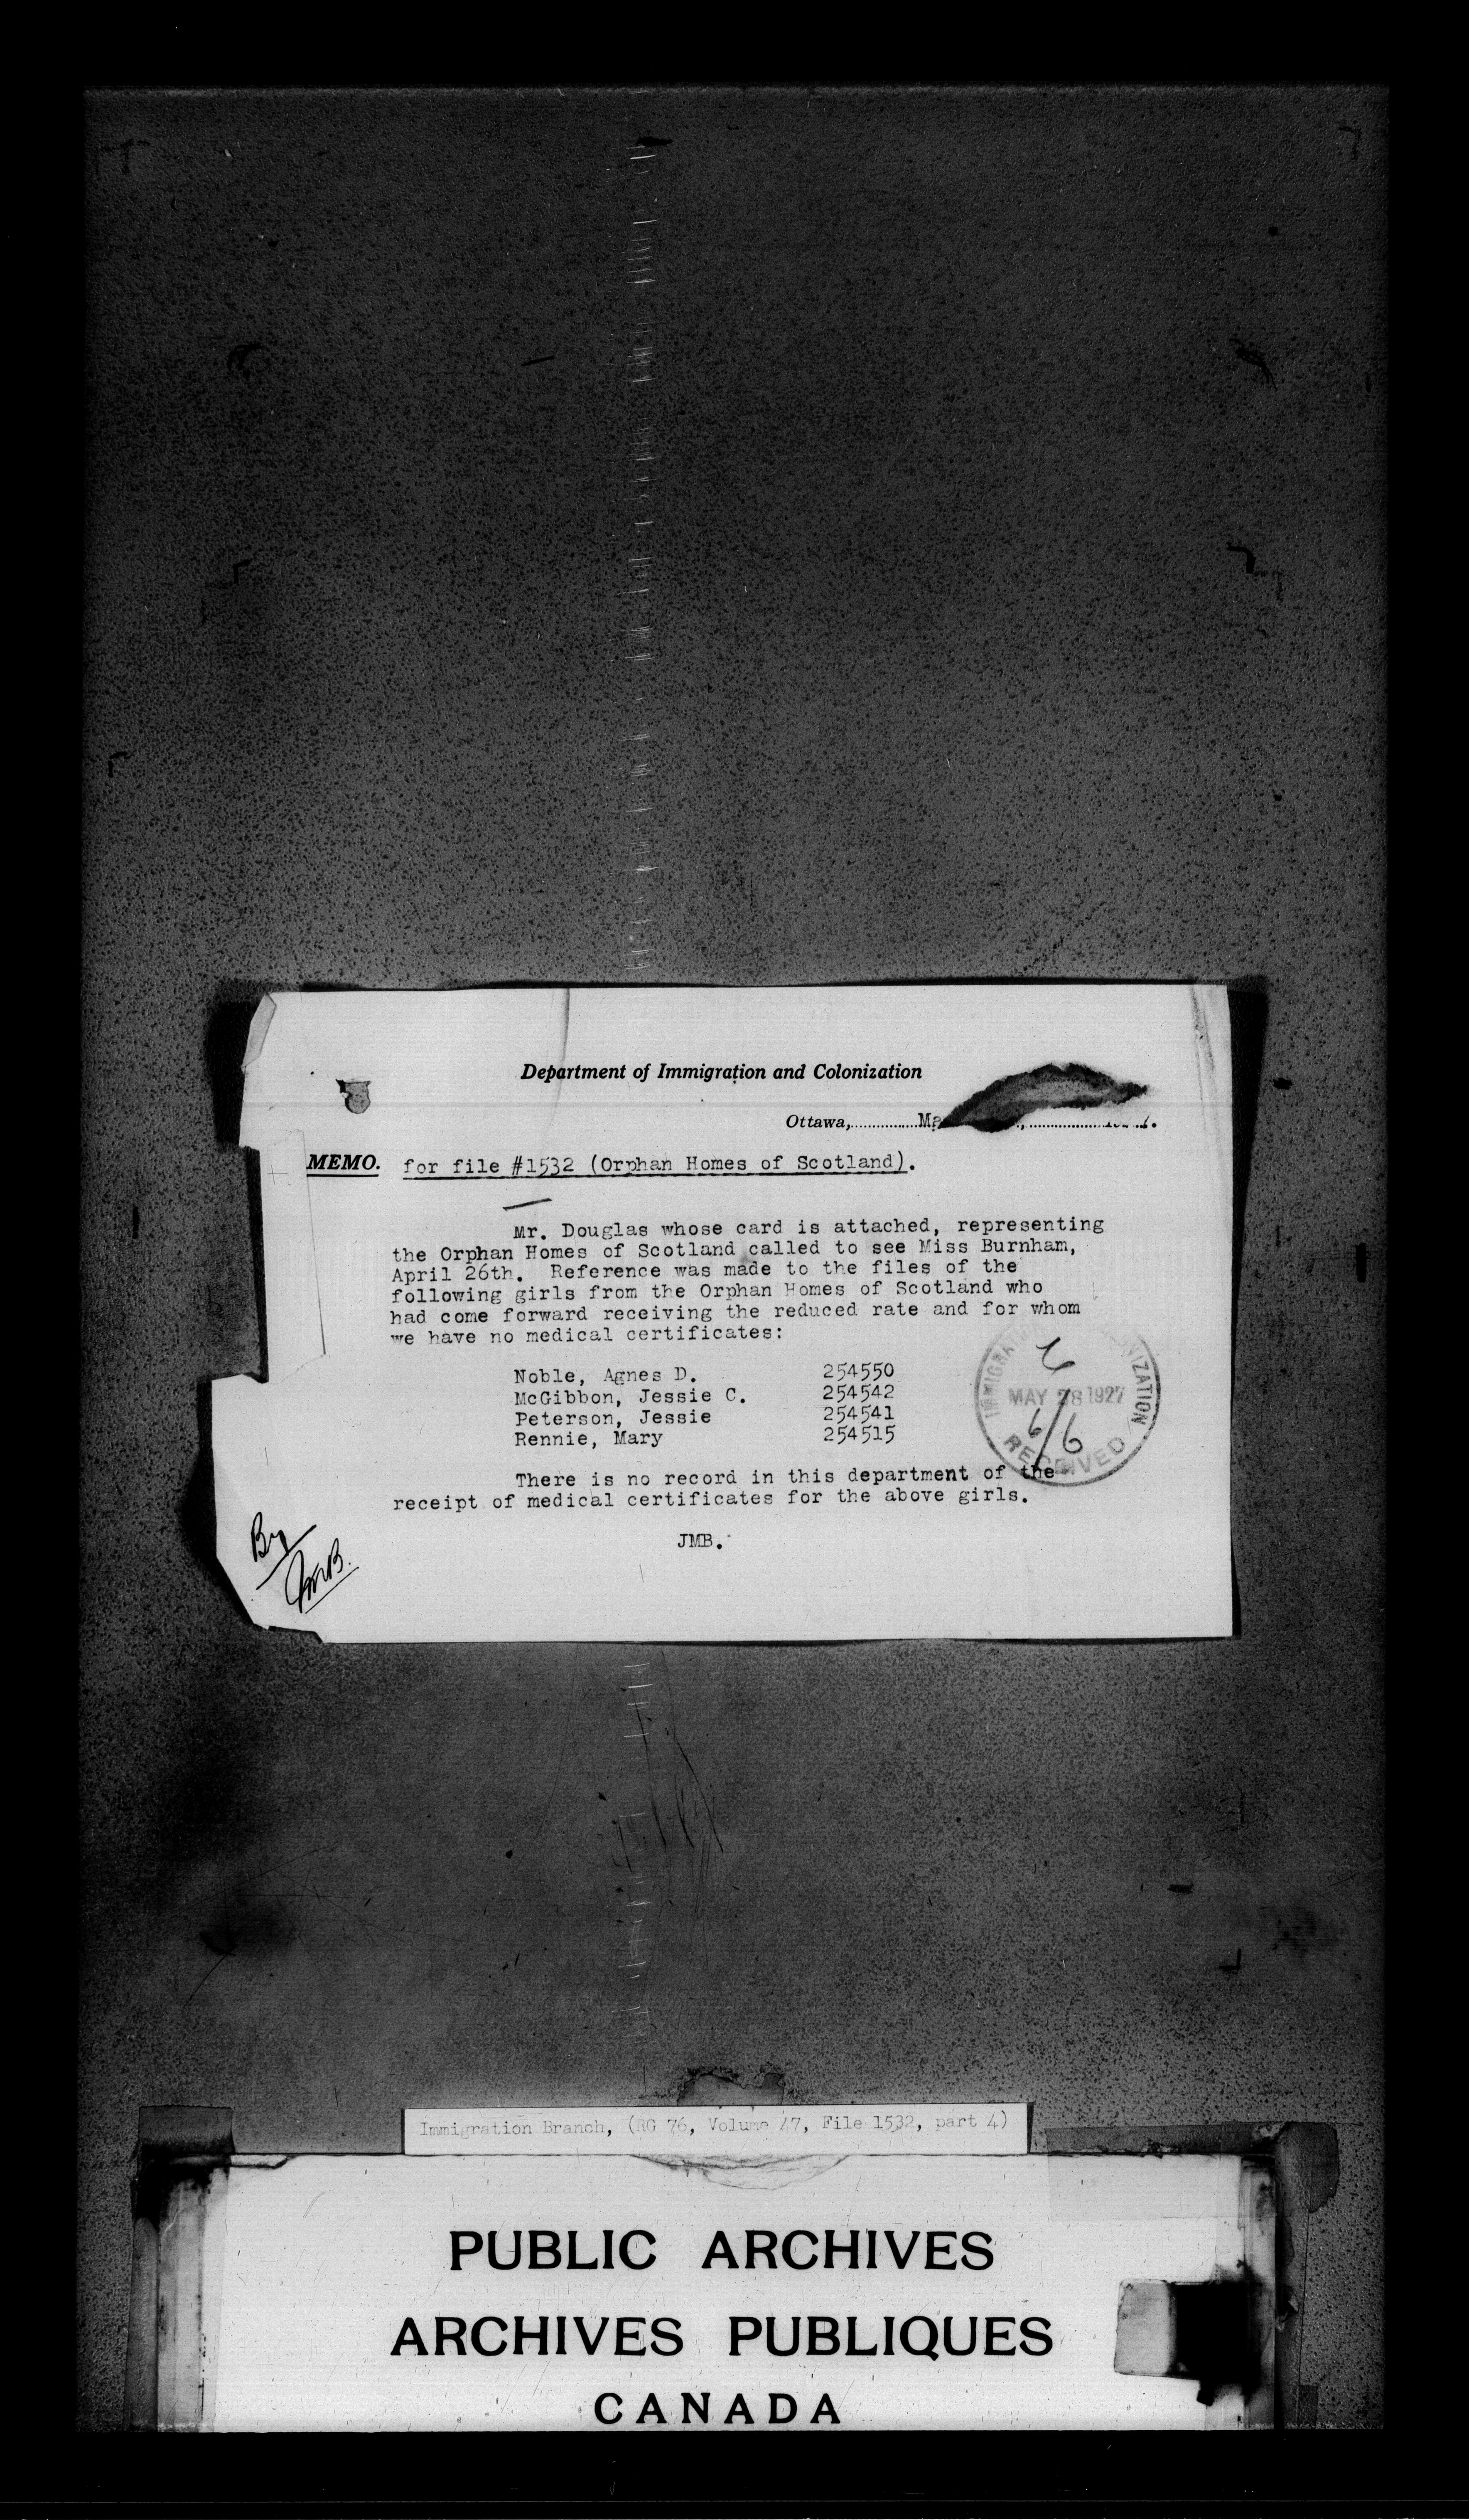 Department of Immigration and Colonization
Ottawa,
MEMO. for file #1532 (Orphan Homes of Scotland).
Mr. Douglas whose card is attached, representing
the Orphan Homes of Scotland called to see Miss Burnham,
April 26th. Reference was made to the files of the
following girls from the Orphan Homes of Scotland who
had come forward receiving the reduced rate and for whom
we have no medical certificates:
Noble, Agnes D. 254550
McGibbon, Jessie C. 254542
Peterson, Jessie 254541
Rennie, Mary 254515
MAY 28 1927
6/6
RECEIVED
There is no record in this department of the
receipt of medical certificates for the above girls.
JMB.
JMB.
Immigration Branch, (RG 76, Volume 47, File 1532, part 4)
PUBLIC ARCHIVES
ARCHIVES PUBLIQUES
CANADA